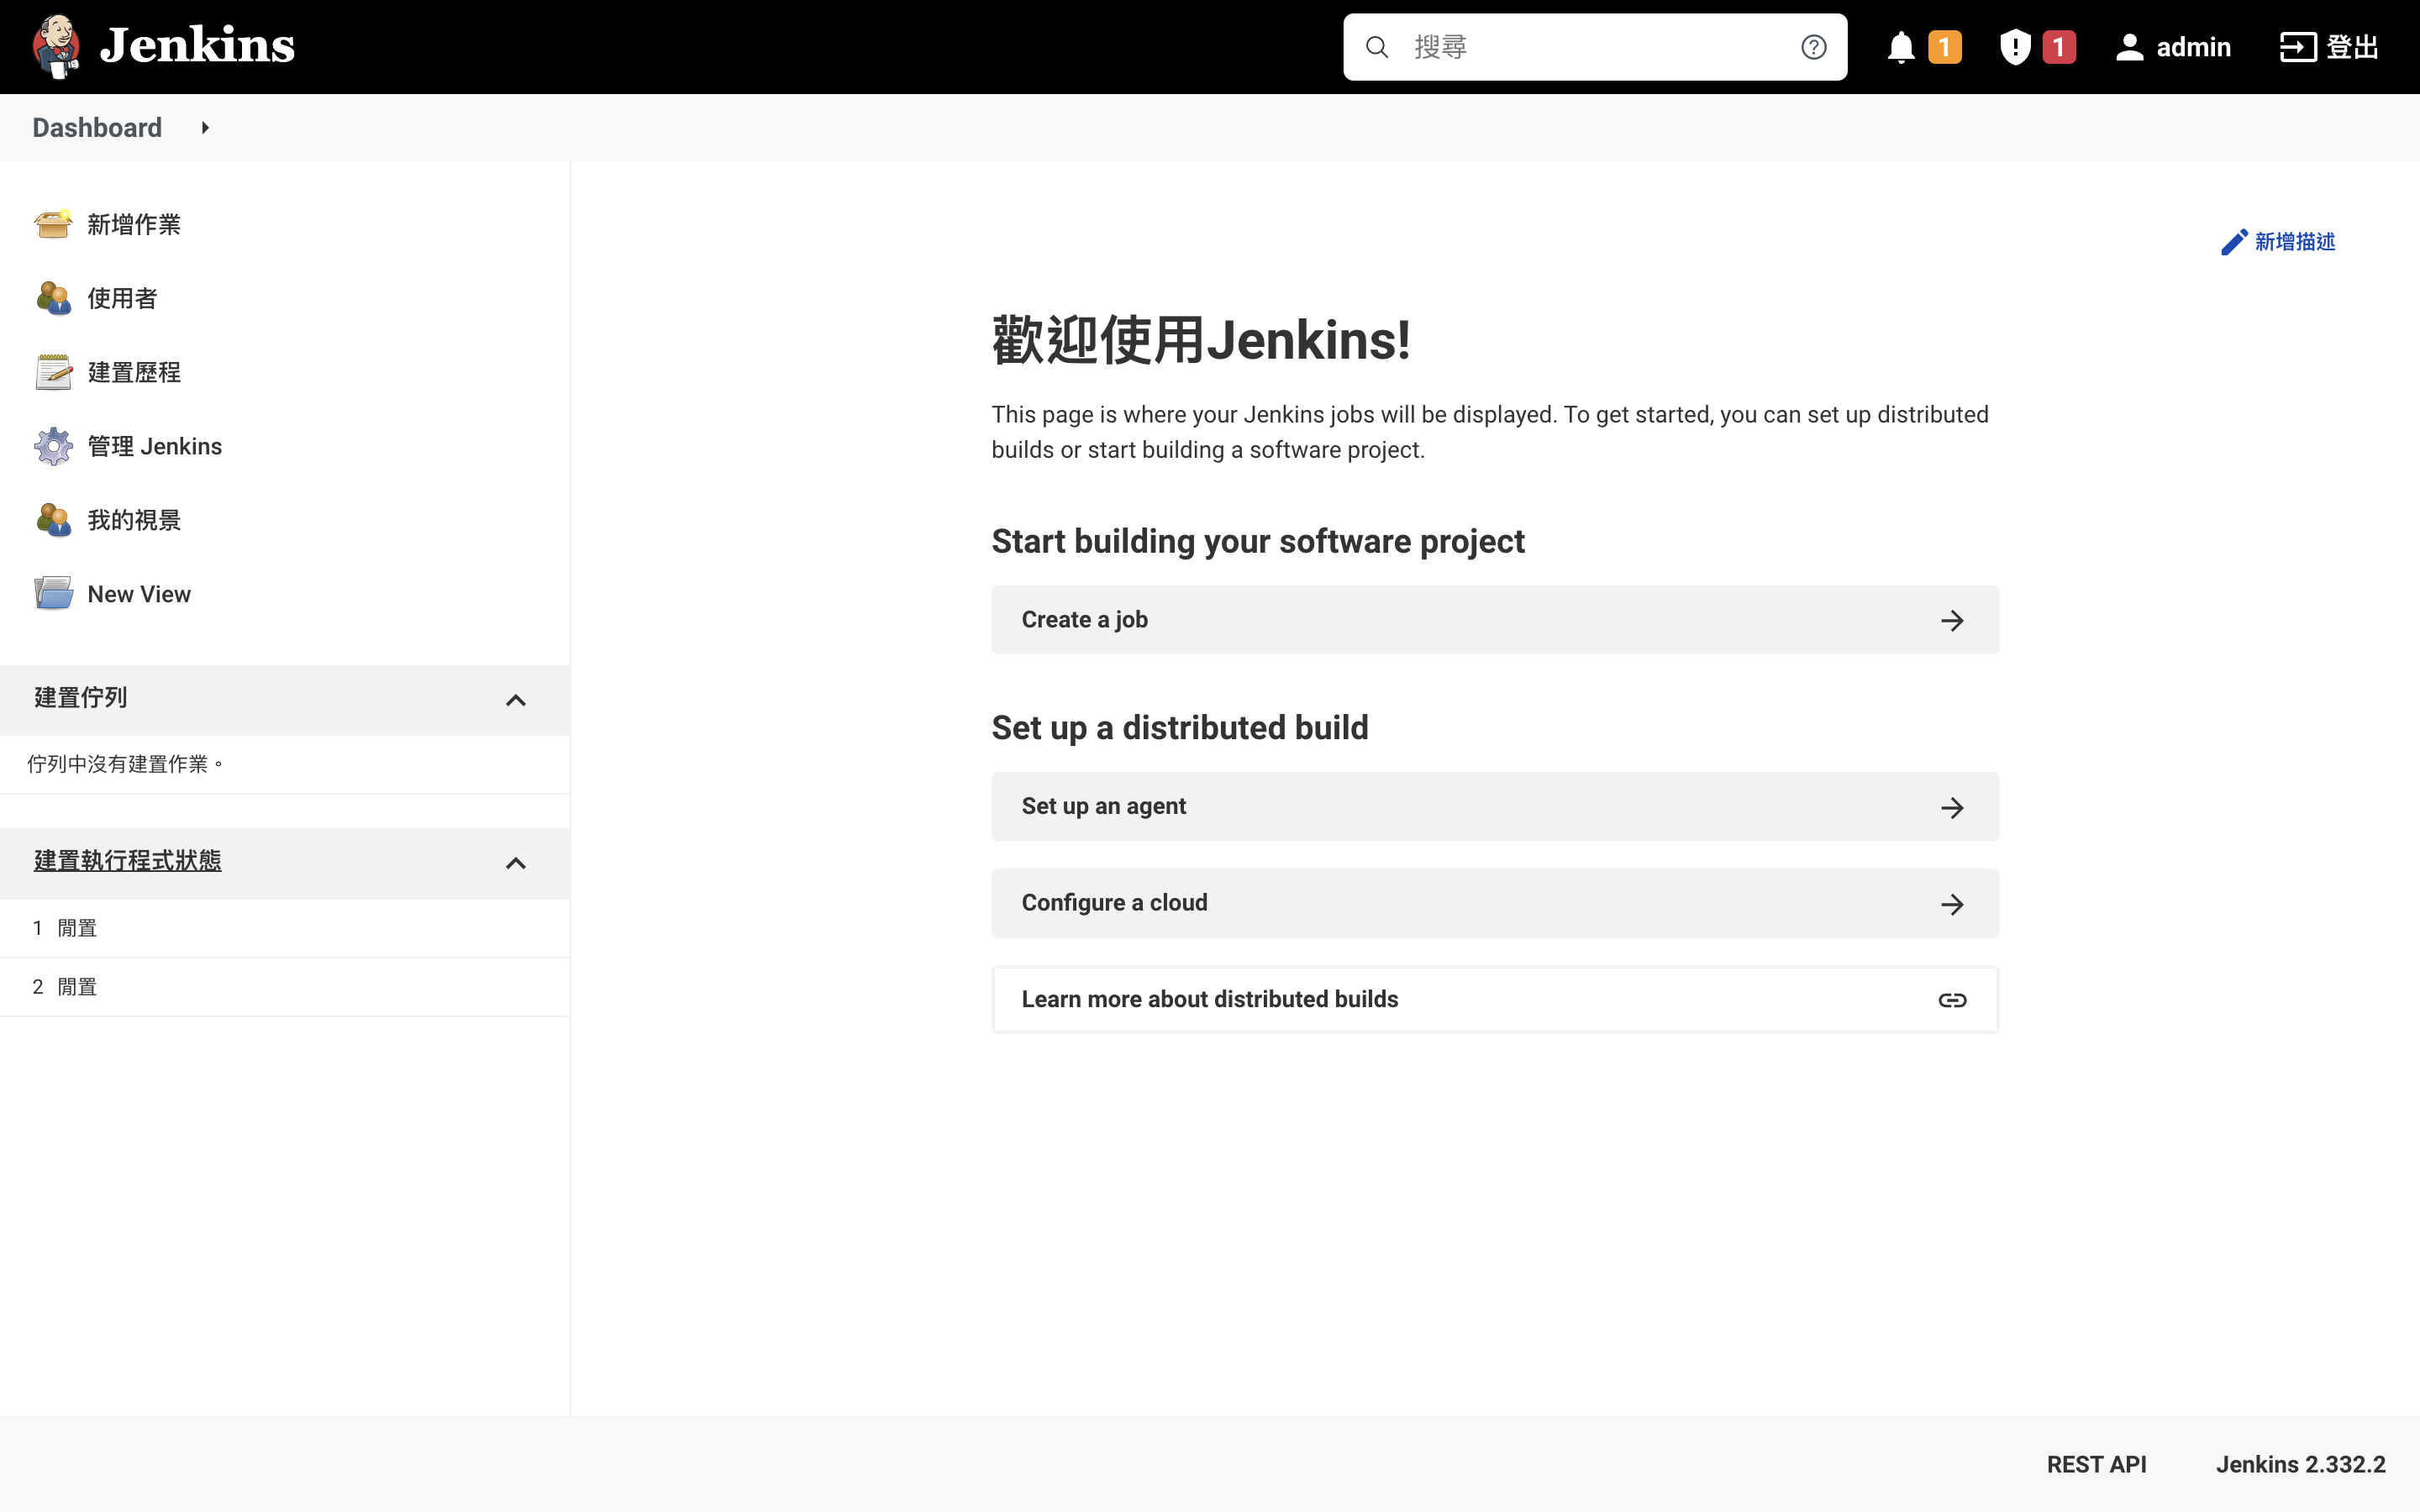 Jenkins
搜尋
1
1
admin
登出
Dashboard
新增作業
使用者
建置歷程
管理 Jenkins
我的視景
New View
建置佇列
佇列中沒有建置作業。
建置執行程式狀態
1 閒置
2 閒置
新增描述
歡迎使用Jenkins!
This page is where your Jenkins jobs will be displayed. To get started, you can set up distributed
builds or start building a software project.
Start building your software project
Create a job
Set up a distributed build
Set up an agent
Configure a cloud
Learn more about distributed builds
REST API
Jenkins 2.332.2